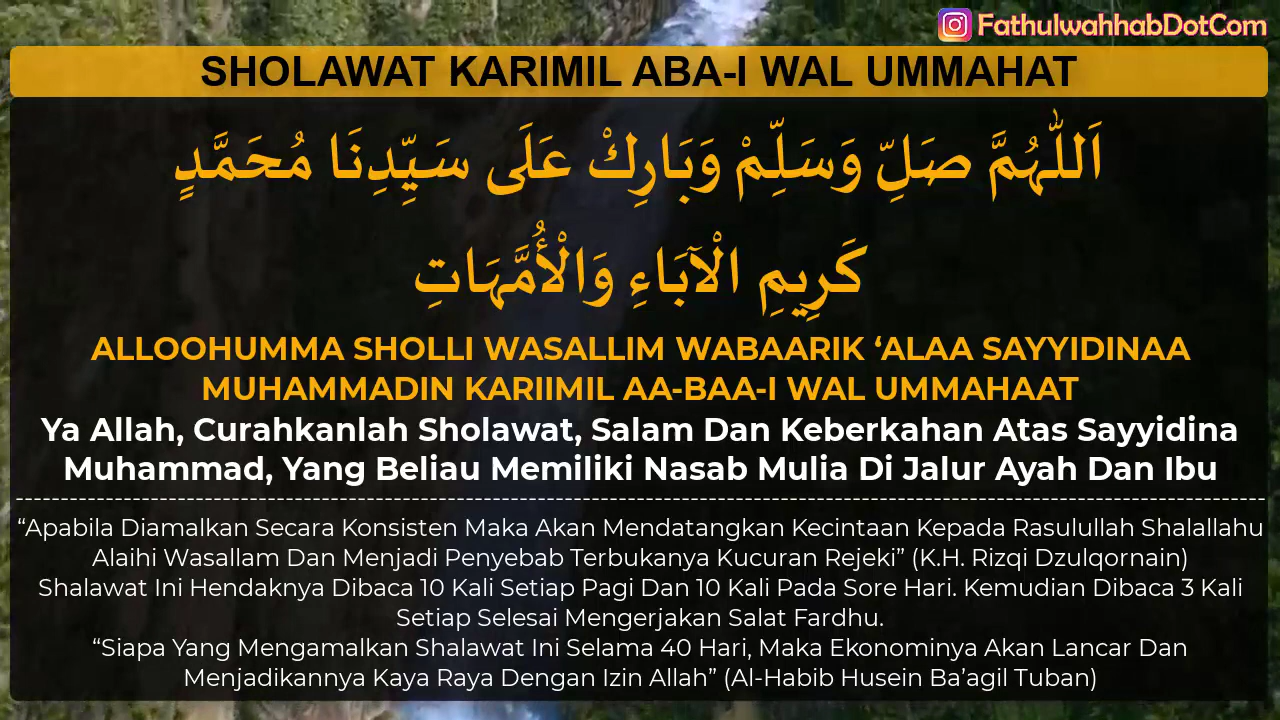 FathulwahhabDotCom
SHOLAWAT KARIMIL ABA-I WAL UMMAHAT
اَللّٰهُمَّ صَلِّ وَسَلِّمْ وَبَارِكْ عَلَى سَيِّدِنَا مُحَمَّدٍ
كَرِيمِ الْآبَاءِ وَالْأُمَّهَاتِ
ALLOOHUMMA SHOLLI WASALLIM WABAARIK ‘ALAA SAYYIDINAA
MUHAMMADIN KARIIMIL AA-BAA-I WAL UMMAHAAT
Ya Allah, Curahkanlah Sholawat, Salam Dan Keberkahan Atas Sayyidina
Muhammad, Yang Beliau Memiliki Nasab Mulia Di Jalur Ayah Dan Ibu
“Apabila Diamalkan Secara Konsisten Maka Akan Mendatangkan Kecintaan Kepada Rasulullah Shalallahu
Alaihi Wasallam Dan Menjadi Penyebab Terbukanya Kucuran Rejeki” (K.H. Rizqi Dzulqornain)
Shalawat Ini Hendaknya Dibaca 10 Kali Setiap Pagi Dan 10 Kali Pada Sore Hari. Kemudian Dibaca 3 Kali
Setiap Selesai Mengerjakan Salat Fardhu.
“Siapa Yang Mengamalkan Shalawat Ini Selama 40 Hari, Maka Ekonominya Akan Lancar Dan
Menjadikannya Kaya Raya Dengan Izin Allah” (Al-Habib Husein Ba’agil Tuban)